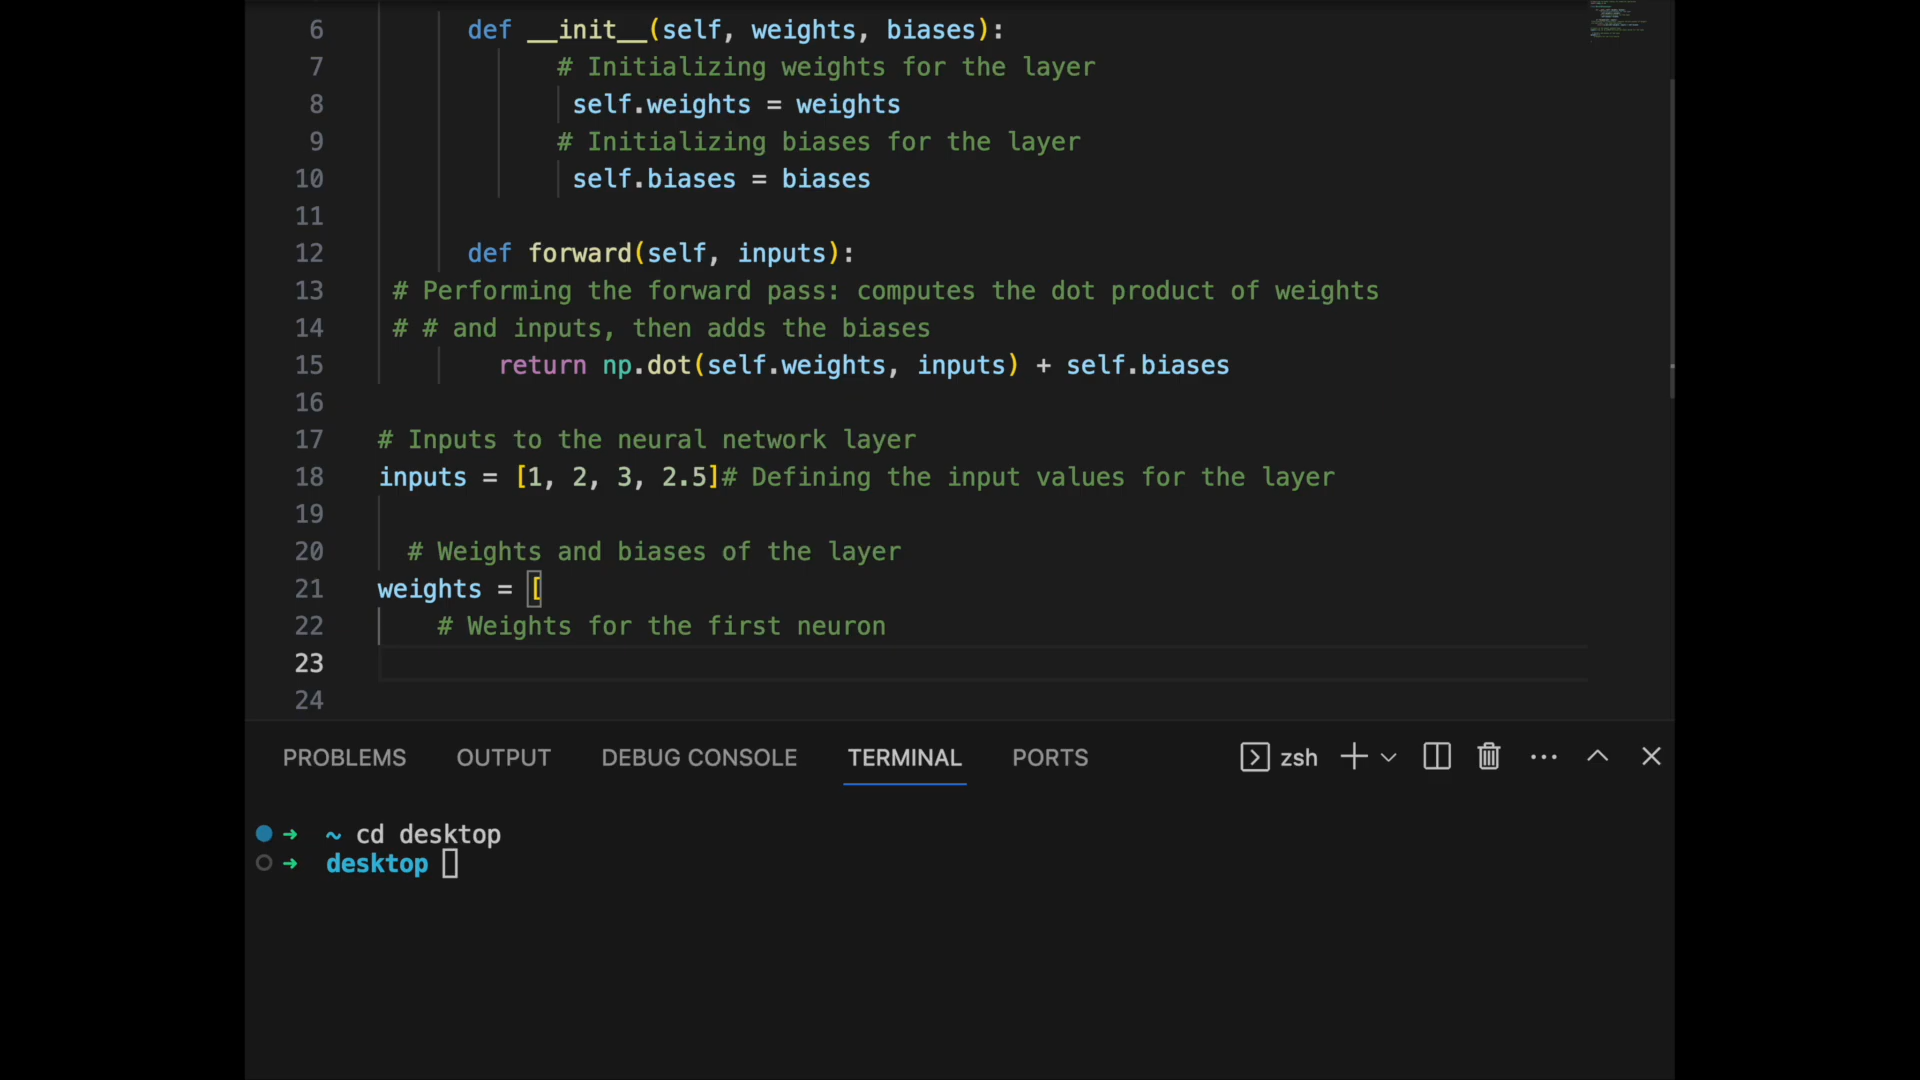 6 def __init__(self, weights, biases):
7 # Initializing weights for the layer
8 self.weights = weights
9 # Initializing biases for the layer
10 self.biases = biases
11
12 def forward(self, inputs):
13 # Performing the forward pass: computes the dot product of weights
14 # # and inputs, then adds the biases
15 return np.dot(self.weights, inputs) + self.biases
16
17 # Inputs to the neural network layer
18 inputs = [1, 2, 3, 2.5]# Defining the input values for the layer
19
20 # Weights and biases of the layer
21 weights = [
22 # Weights for the first neuron
23
24
PROBLEMS OUTPUT DEBUG CONSOLE TERMINAL PORTS zsh
~ cd desktop
desktop